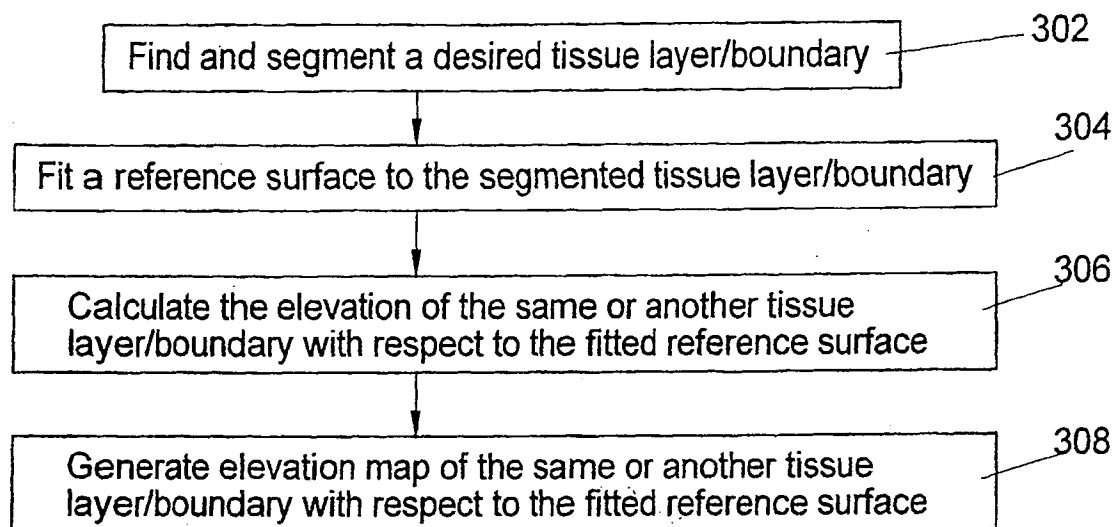 Find and segment a desired tissue layer/boundary
302
304
Fit a reference surface to the segmented tissue layer/boundary
306
Calculate the elevation of the same or another tissue
layer/boundary with respect to the fitted reference surface
308
Generate elevation map of the same or another tissue
layer/boundary with respect to the fitted reference surface